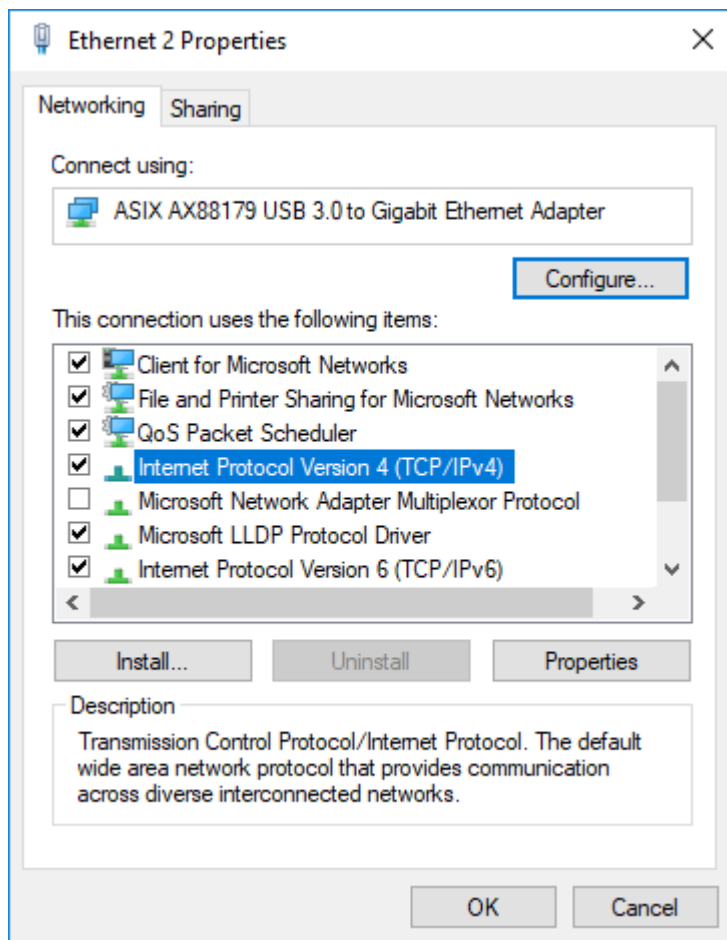 Ethernet 2 Properties
Networking
Sharing
Connect using:
ASIX AX88179 USB 3.0 to Gigabit Ethernet Adapter
Configure...
This connection uses the following items:
Client for Microsoft Networks
File and Printer Sharing for Microsoft Networks
QoS Packet Scheduler
Internet Protocol Version 4 (TCP/IPv4)
Microsoft Network Adapter Multiplexor Protocol
Microsoft LLDP Protocol Driver
Internet Protocol Version 6 (TCP/IPv6)
Install...
Uninstall
Properties
Description
Transmission Control Protocol/Internet Protocol. The default
wide area network protocol that provides communication
across diverse interconnected networks.
OK
Cancel